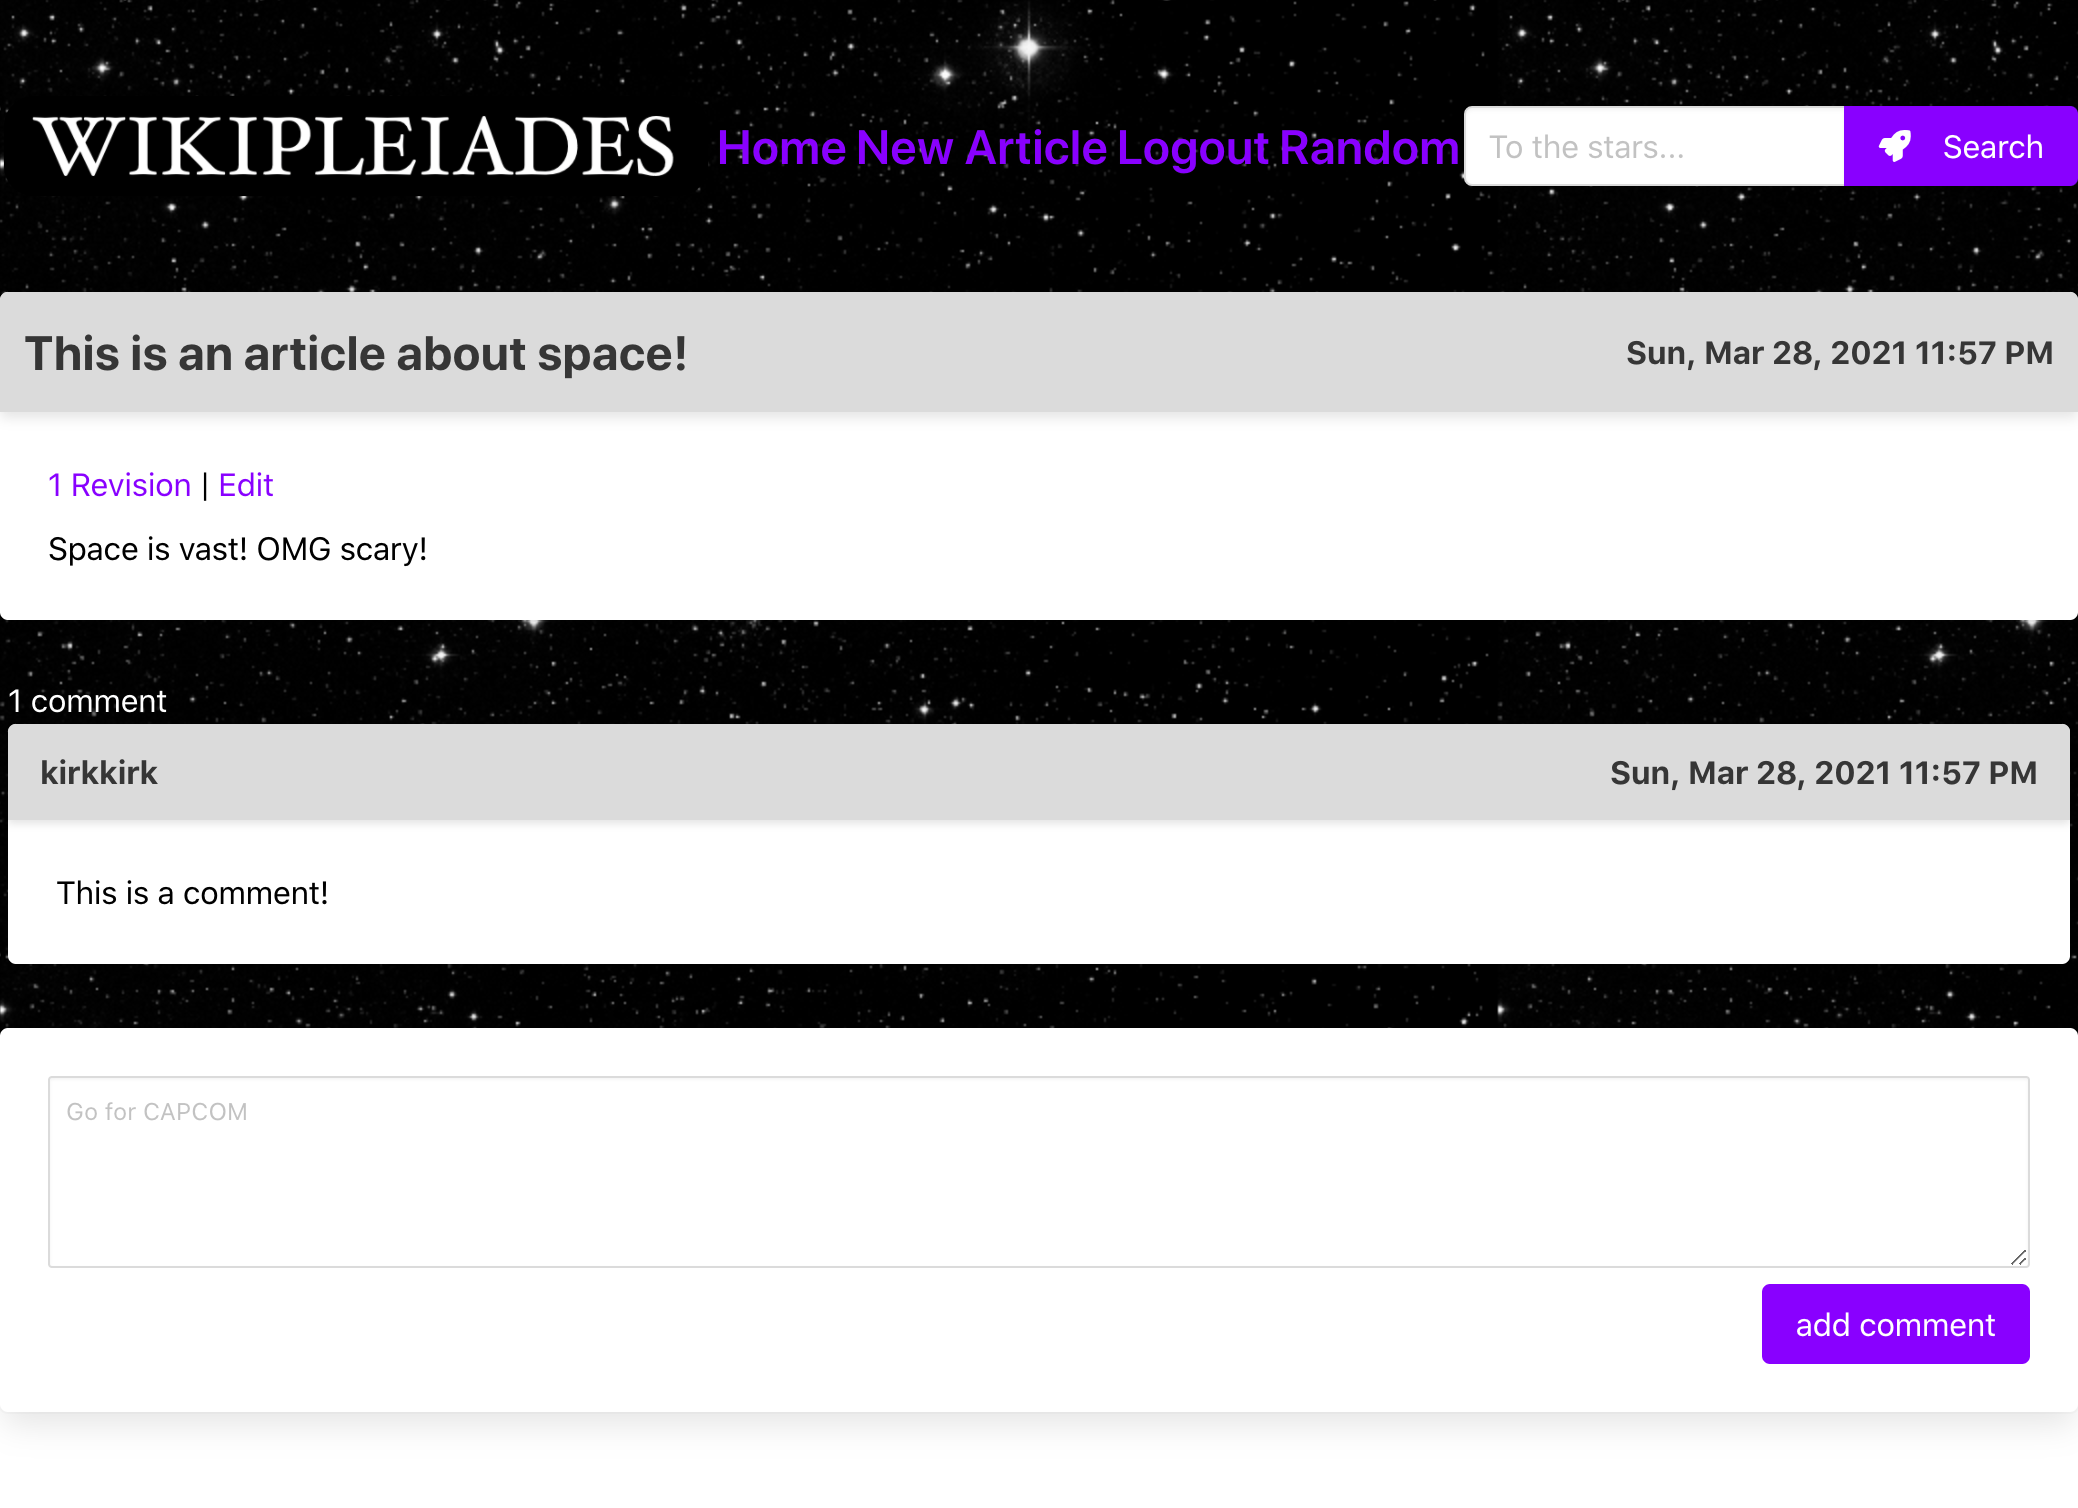 WIKIPLEIADES Home New Article Logout Random To the stars... Search
This is an article about space! Sun, Mar 28, 2021 11:57 PM
1 Revision | Edit
Space is vast! OMG scary!
1 comment
kirkkirk Sun, Mar 28, 2021 11:57 PM
This is a comment!
Go for CAPCOM
add comment